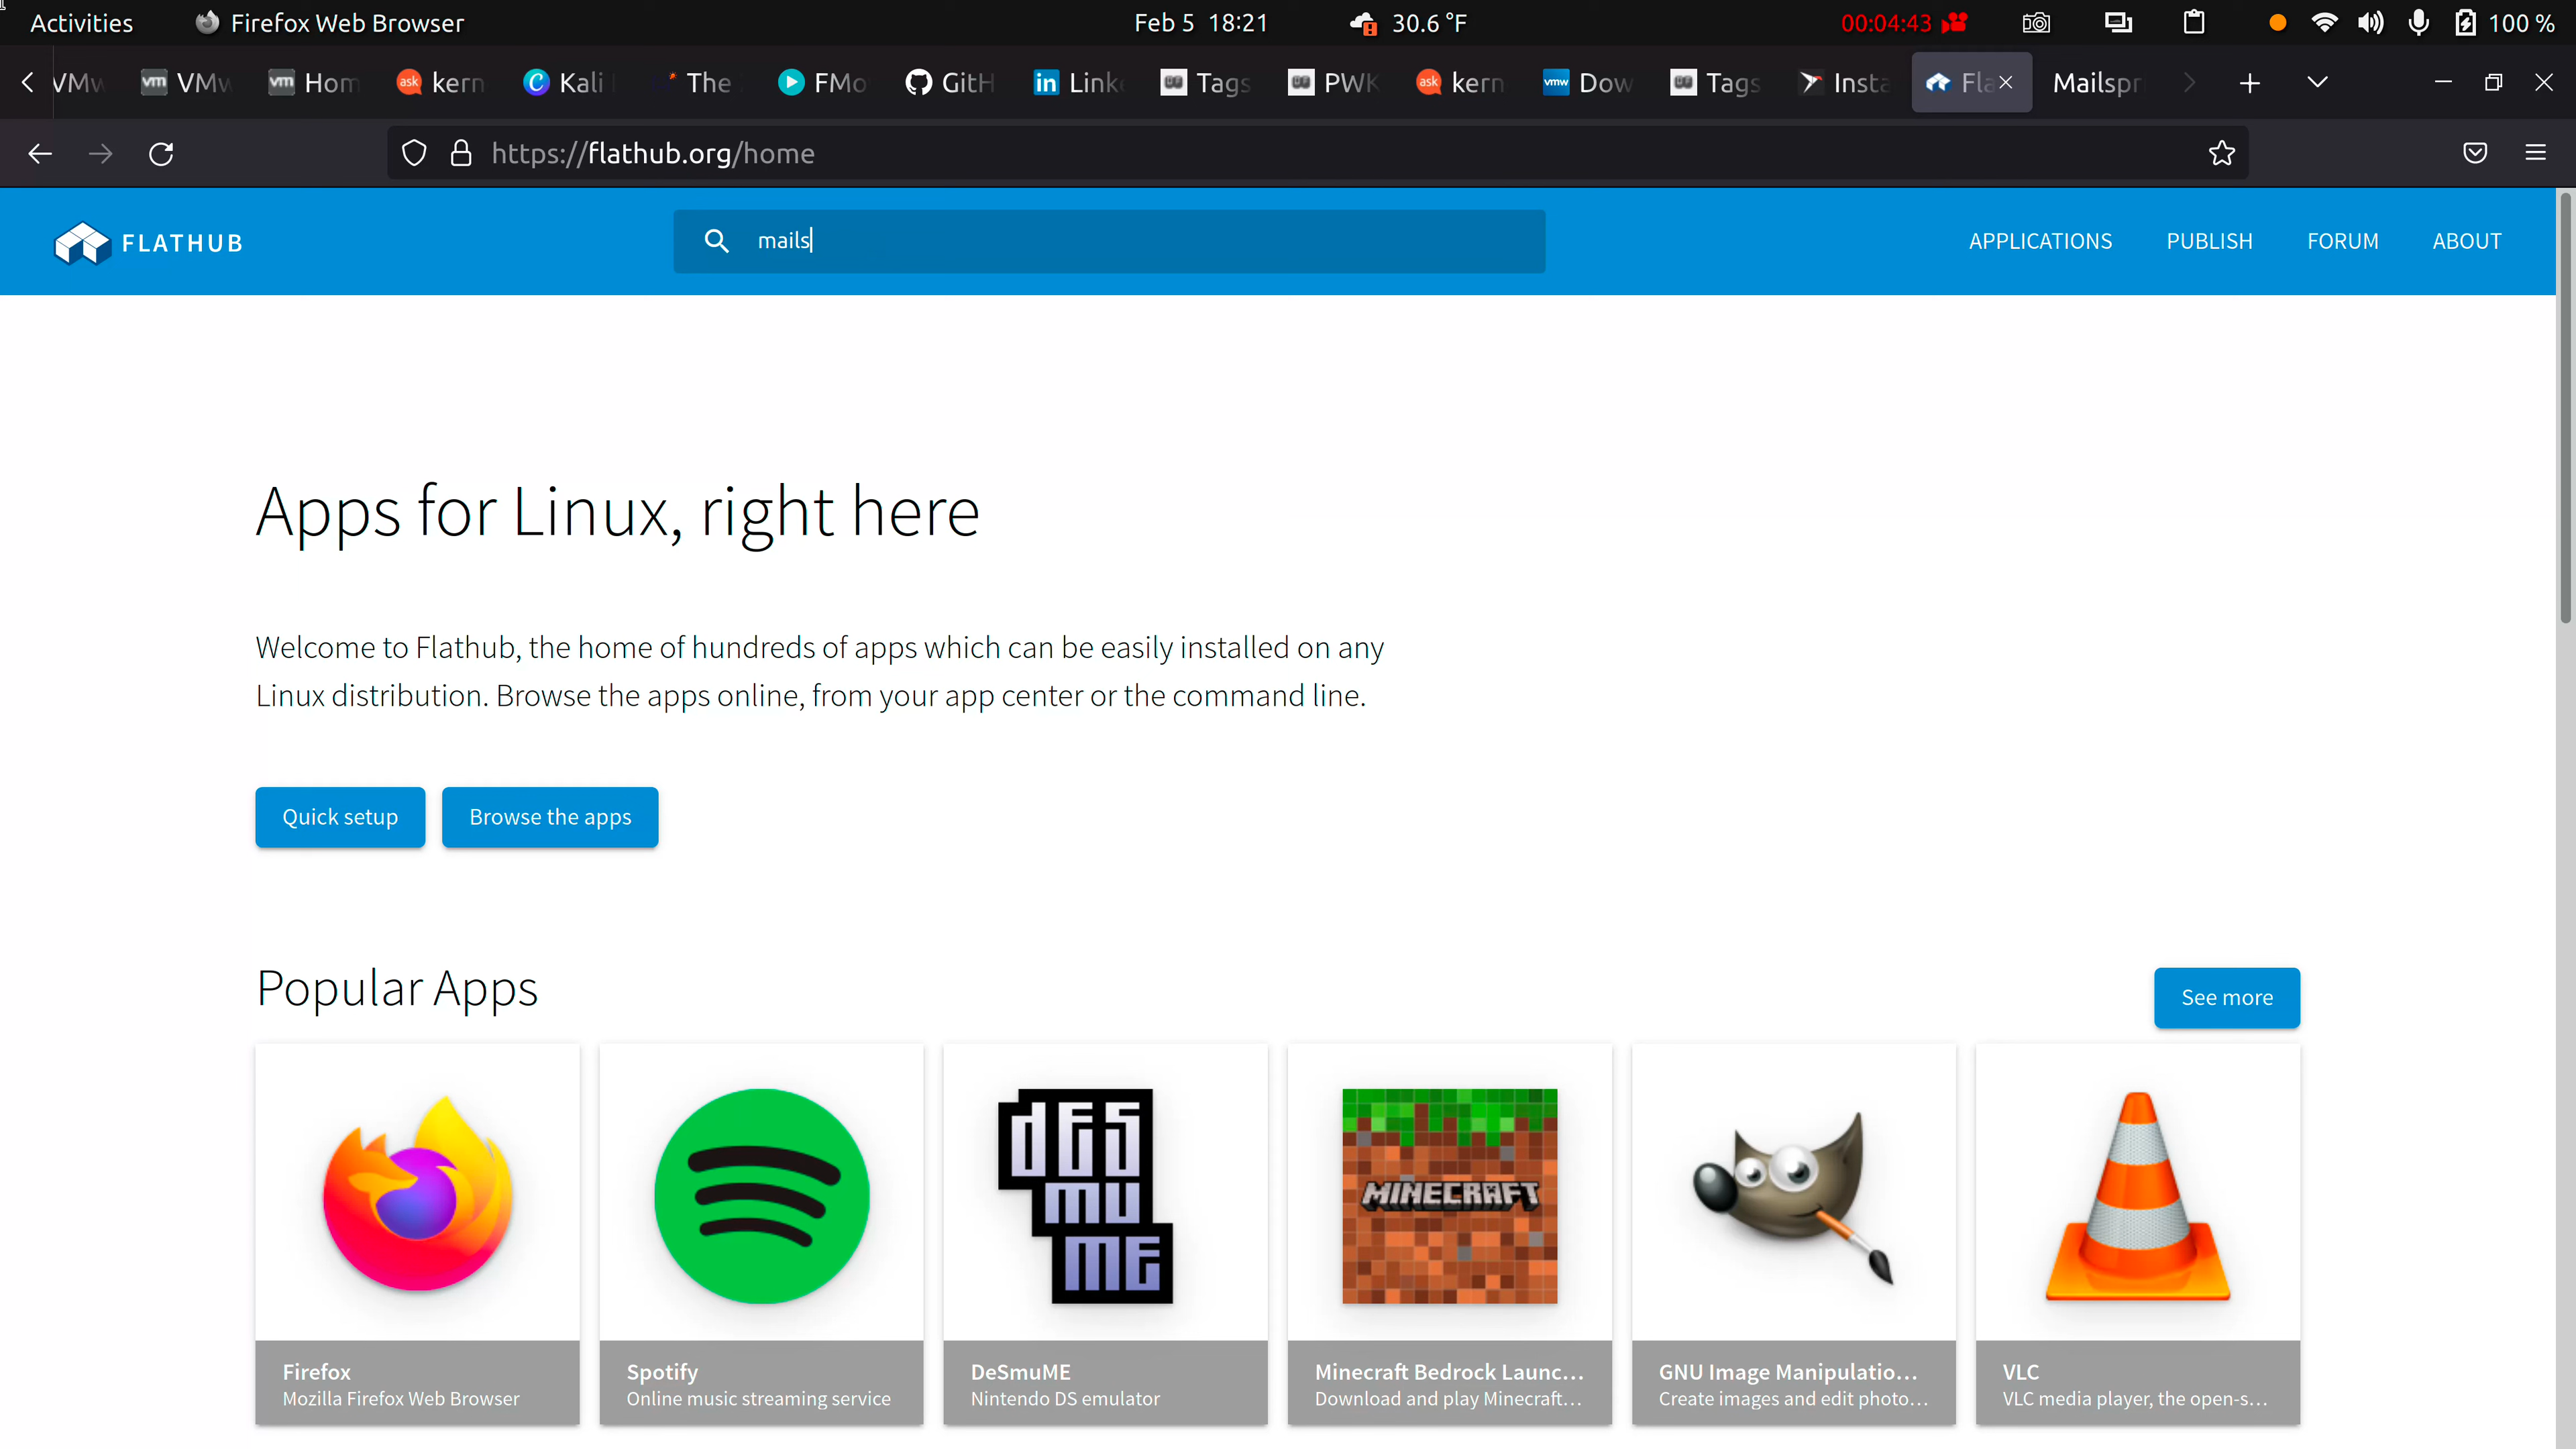 Activities
Firefox Web Browser
Feb 5 18:21
30.6 °F
00:04:43
100 %
VMw
VMw
Hom
kern
Kali
The
FMo
GitH
Link
Tags
PWK
kern
Dow
Tags
Insta
Fla
Mailspr
https://flathub.org/home
FLATHUB
mails
APPLICATIONS
PUBLISH
FORUM
ABOUT
Apps for Linux, right here
Welcome to Flathub, the home of hundreds of apps which can be easily installed on any
Linux distribution. Browse the apps online, from your app center or the command line.
Quick setup
Browse the apps
Popular Apps
See more
DESMUME
MINECRAFT
Firefox
Mozilla Firefox Web Browser
Spotify
Online music streaming service
DeSmuME
Nintendo DS emulator
Minecraft Bedrock Launc...
Download and play Minecraft...
GNU Image Manipulatio...
Create images and edit photo...
VLC
VLC media player, the open-s...